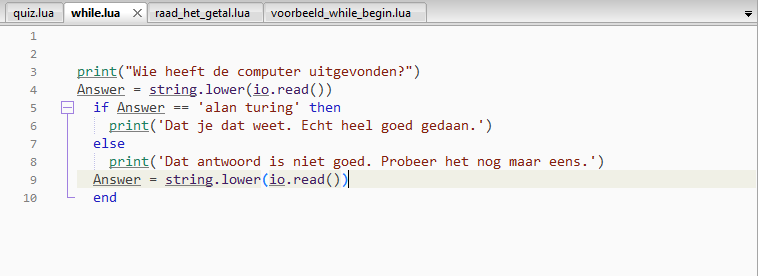 quiz.lua while.lua raad_het_getal.lua voorbeeld_while_begin.lua
1
2
3 print("Wie heeft de computer uitgevonden?")
4 Answer = string.lower(io.read())
5 if Answer == 'alan turing' then
6 print('Dat je dat weet. Echt heel goed gedaan.')
7 else
8 print('Dat antwoord is niet goed. Probeer het nog maar eens.')
9 Answer = string.lower(io.read())
10 end